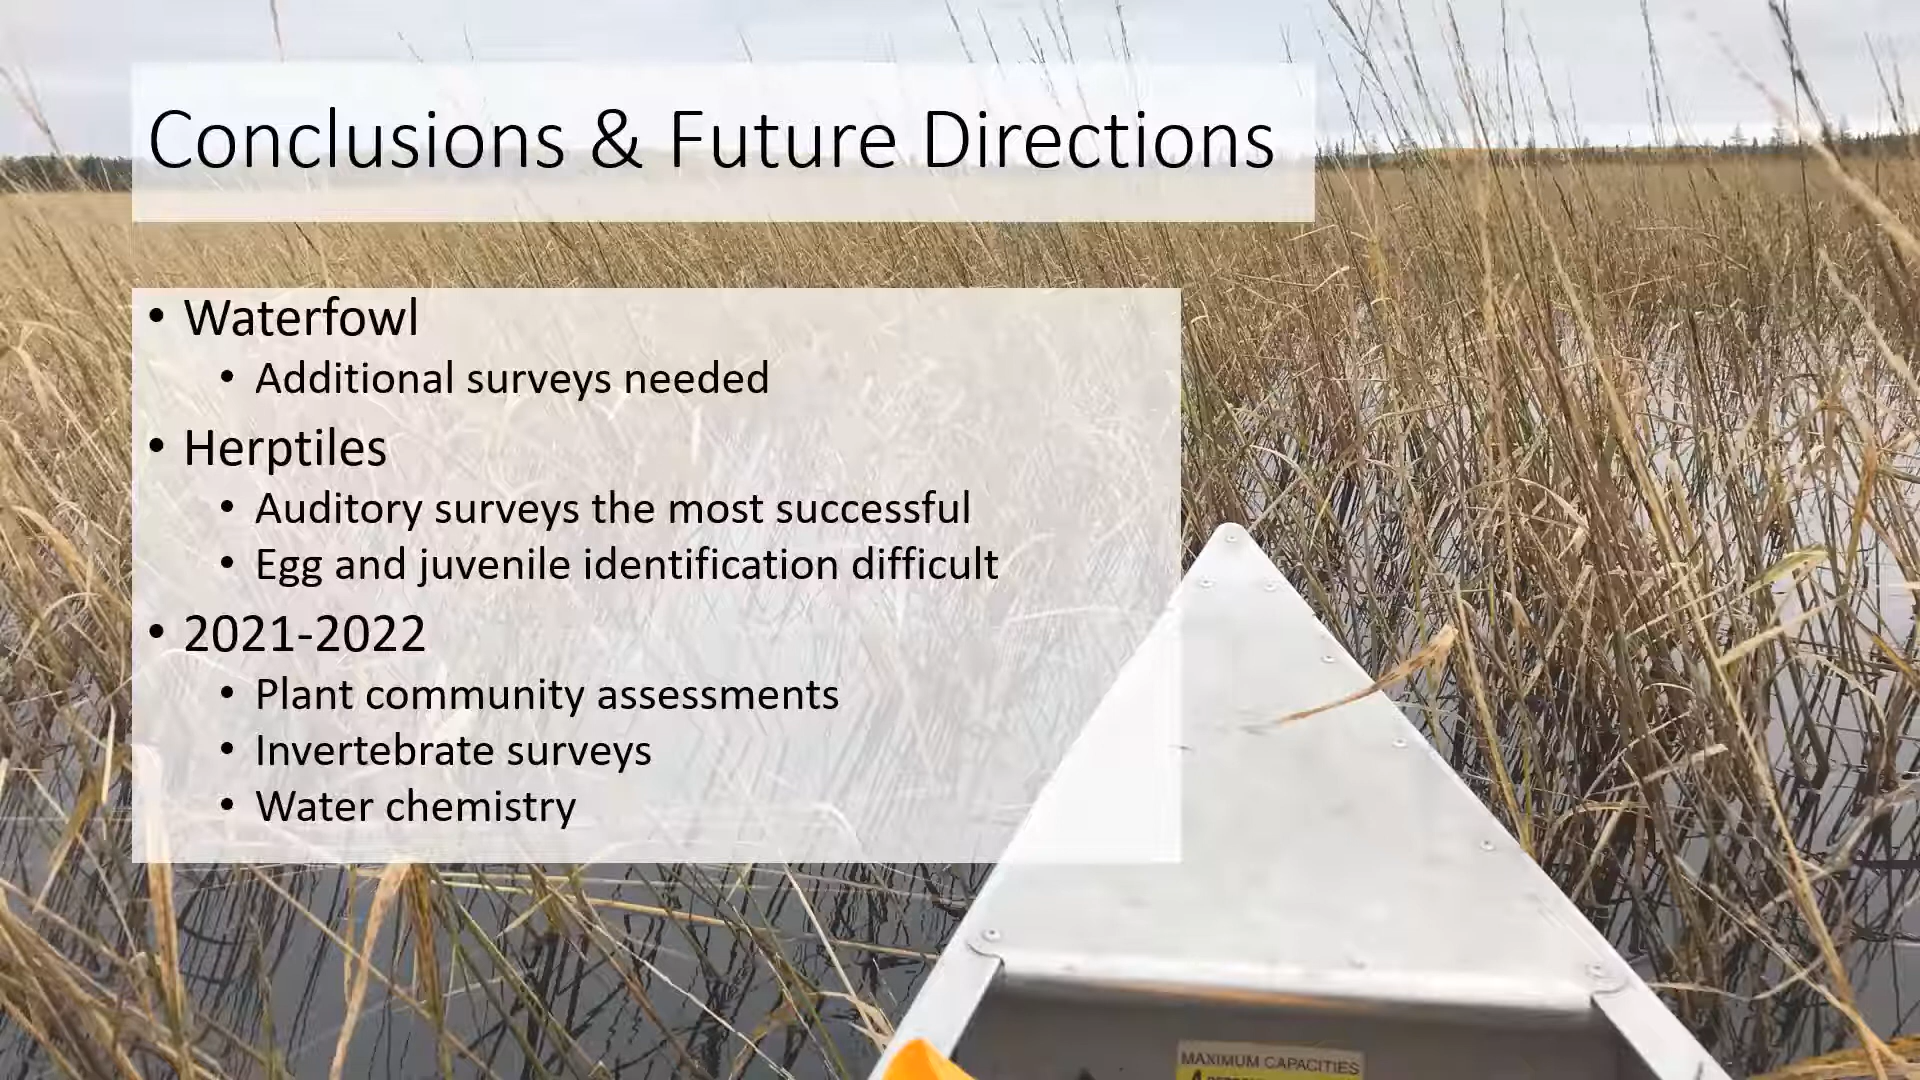 Conclusions & Future Directions
• Waterfowl
• Additional surveys needed
• Herptiles
• Auditory surveys the most successful
• Egg and juvenile identification difficult
• 2021-2022
• Plant community assessments
• Invertebrate surveys
• Water chemistry
MAXIMUM CAPACITIES